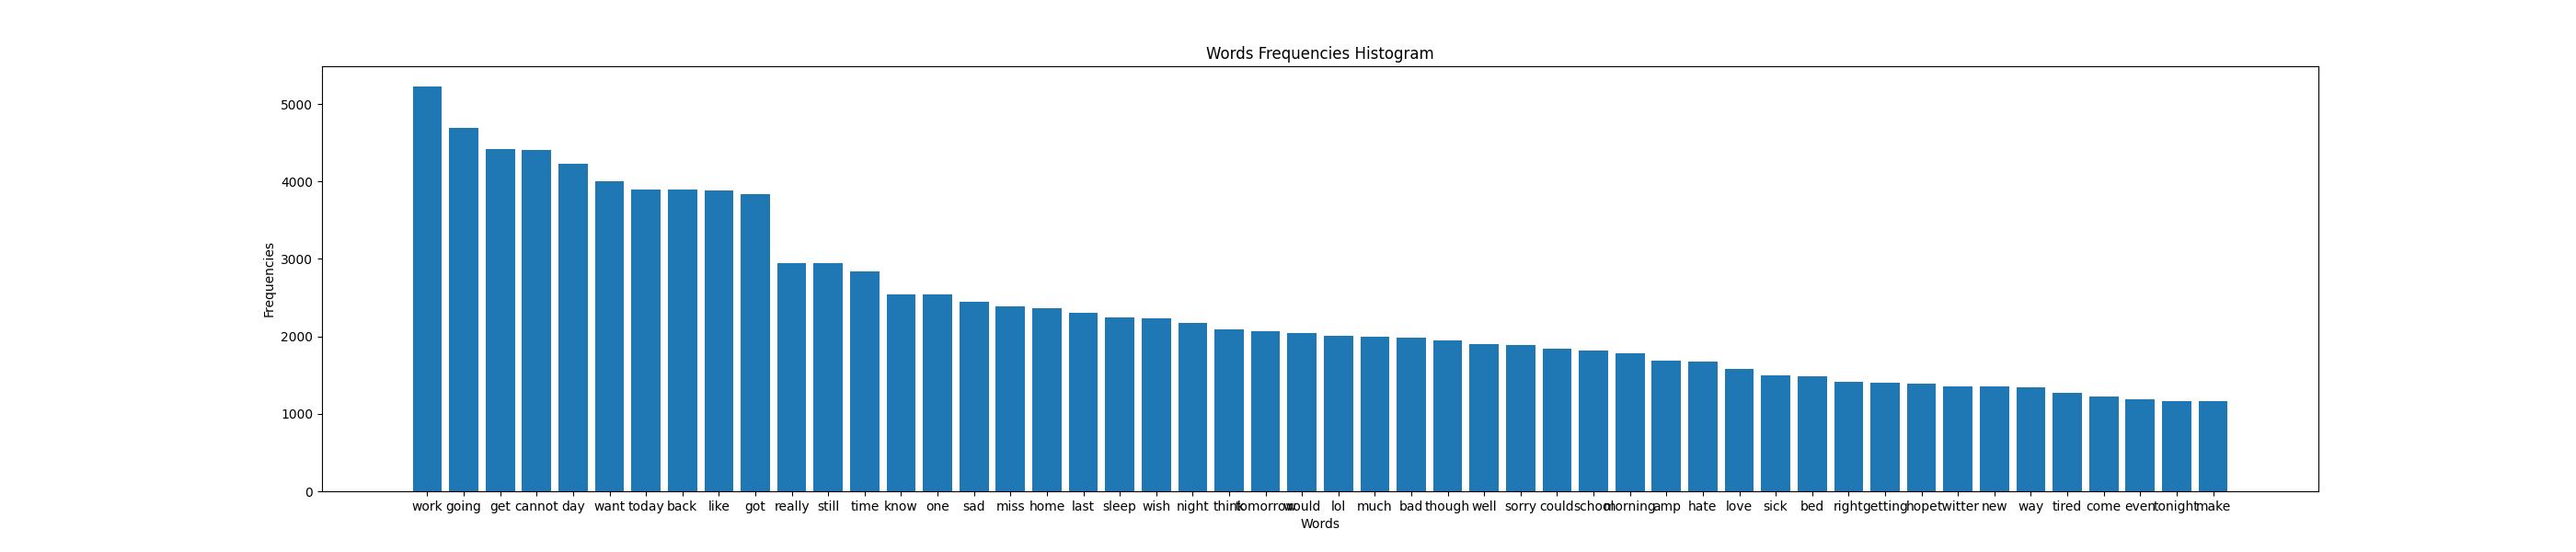 Words Frequencies Histogram
Frequencies
5000
4000
3000
2000
1000
0
work going get cannot day want today back like got really still time know one sad miss home last sleep wish night think tomorrow would lol much bad though well sorry could school morning amp hate love sick bed right getting hope twitter new way tired come even tonight make
Words